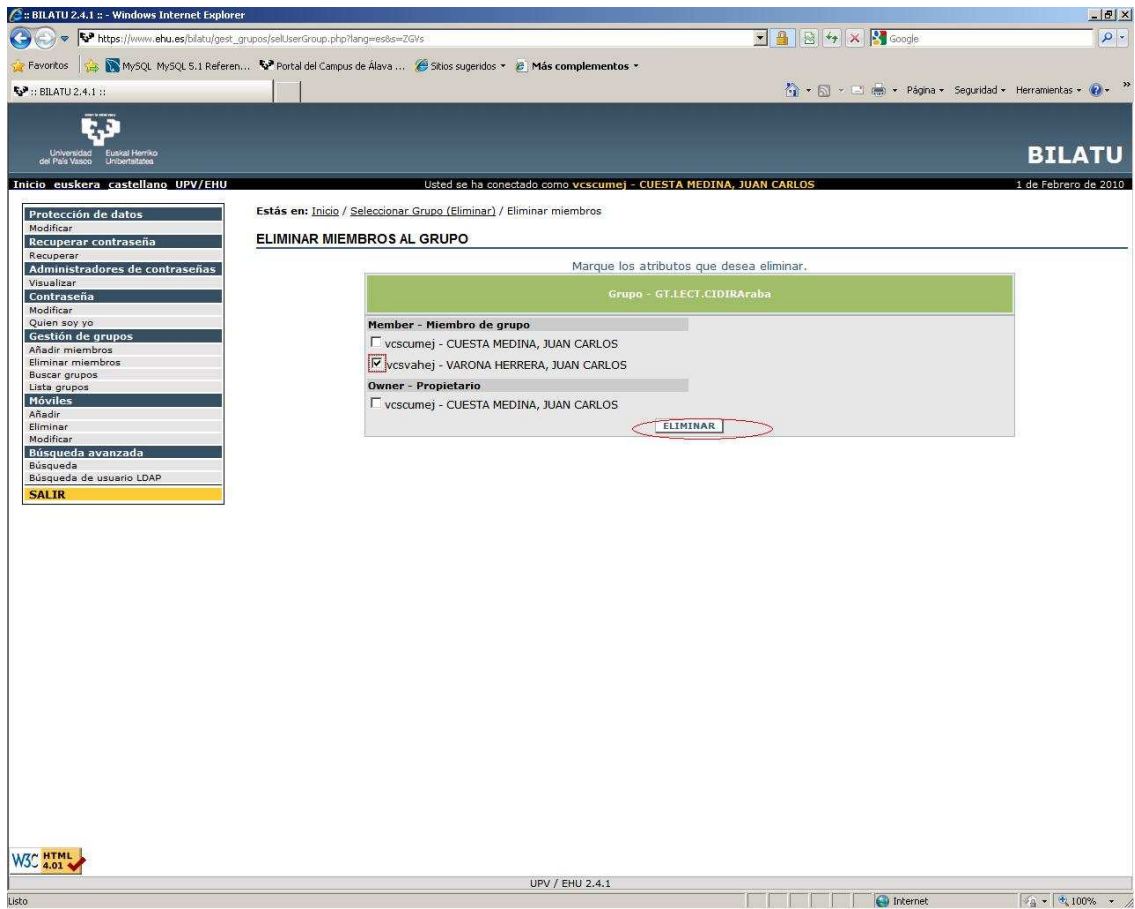 :: BILATU 2.4.1 :: - Windows Internet Explorer
https://www.ehu.es/bilatu/gest_grupos/selUserGroup.php?lang=es&s=ZGVs
Google
Favoritos MySQL MySQL 5.1 Referen... Portal del Campus de Álava ... Sitios sugeridos Más complementos
:: BILATU 2.4.1 ::
Página Seguridad Herramientas »
Universidad del País Vasco
Euskal Herriko Unibertsitatea
BILATU
Inicio euskera castellano UPV/EHU
Usted se ha conectado como vcscumej - CUESTA MEDINA, JUAN CARLOS
1 de Febrero de 2010
Protección de datos
Modificar
Recuperar contraseña
Recuperar
Administradores de contraseñas
Visualizar
Contraseña
Modificar
Quien soy yo
Gestión de grupos
Añadir miembros
Eliminar miembros
Buscar grupos
Lista grupos
Móviles
Añadir
Eliminar
Modificar
Búsqueda avanzada
Búsqueda
Búsqueda de usuario LDAP
SALIR
Estás en: Inicio / Seleccionar Grupo (Eliminar) / Eliminar miembros
ELIMINAR MIEMBROS AL GRUPO
Marque los atributos que desea eliminar.
Grupo - GT.LECT.CIDIRAraba
Member - Miembro de grupo
vcscumej - CUESTA MEDINA, JUAN CARLOS
vcsvahej - VARONA HERRERA, JUAN CARLOS
Owner - Propietario
vcscumej - CUESTA MEDINA, JUAN CARLOS
ELIMINAR
W3C HTML 4.01
UPV / EHU 2.4.1
Listo
Internet
100%